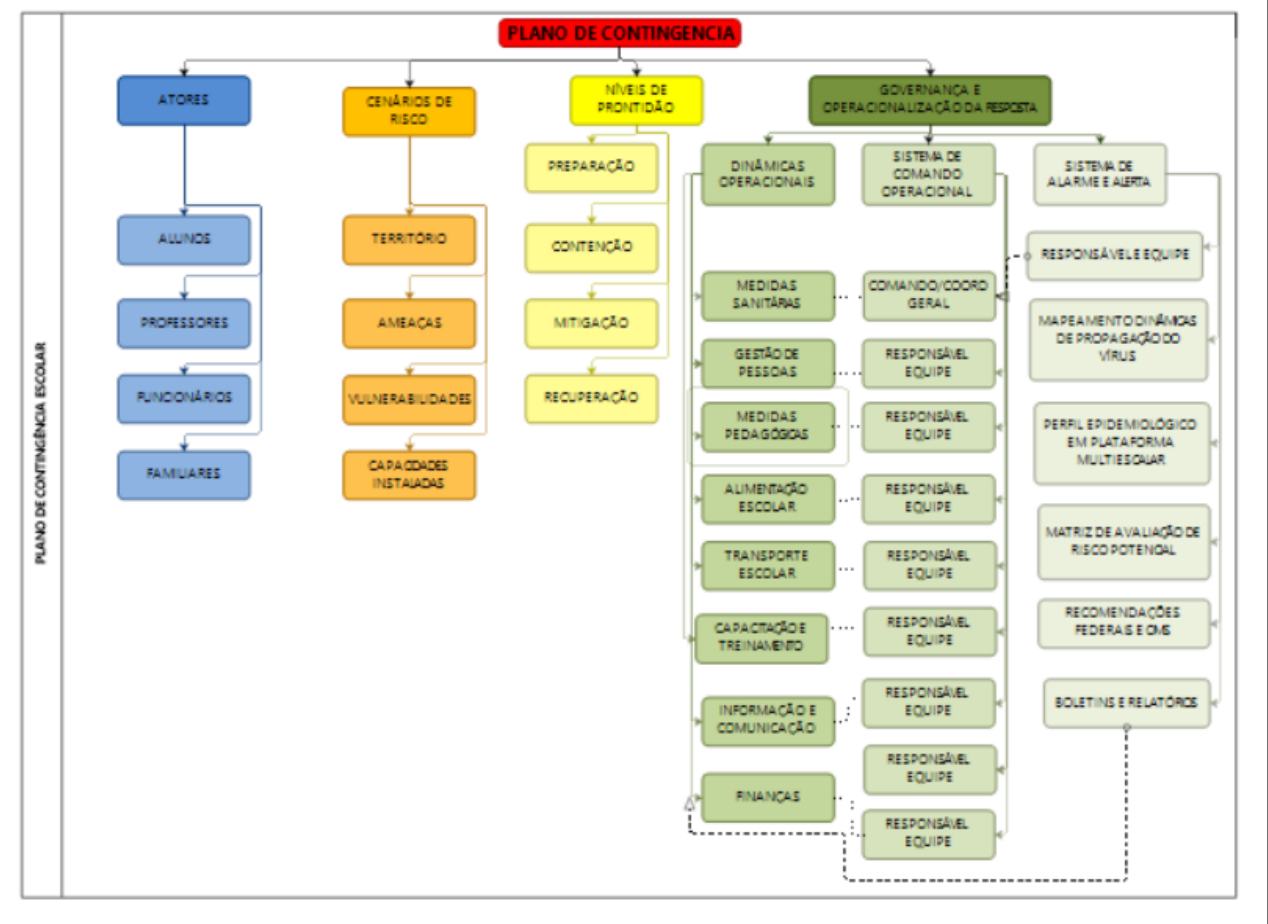 PLANO DE CONTINGENCIA
PLANO DE CONTINGÊNCIA ESCOLAR
ATORES
ALUNOS
PROFESSORES
FUNCIONÁRIOS
FAMILIARES
CENÁRIOS DE
RISCO
TERRITÓRIO
AMEAÇAS
VULNERABILIDADES
CAPACIDADES
INSTALADAS
NÍVEIS DE
PRONTIDÃO
PREPARAÇÃO
CONTENÇÃO
MITIGAÇÃO
RECUPERAÇÃO
GOVERNANÇA E
OPERACIONALIZAÇÃO DA RESPOSTA
DINÂMICAS
OPERACIONAIS
MEDIDAS
SANITÁRIAS
GESTÃO DE
PESSOAS
MEDIDAS
PEDAGÓGICAS
ALIMENTAÇÃO
ESCOLAR
TRANSPORTE
ESCOLAR
CAPACITAÇÃO E
TREINAMENTO
INFORMAÇÃO E
COMUNICAÇÃO
FINANÇAS
SISTEMA DE
COMANDO
OPERACIONAL
COMANDO/COORD
GERAL
RESPONSÁVEL
EQUIPE
RESPONSÁVEL
EQUIPE
RESPONSÁVEL
EQUIPE
RESPONSÁVEL
EQUIPE
RESPONSÁVEL
EQUIPE
RESPONSÁVEL
EQUIPE
RESPONSÁVEL
EQUIPE
RESPONSÁVEL
EQUIPE
SISTEMA DE
ALARME E ALERTA
RESPONSÁVEL E EQUIPE
MAPEAMENTO DINÂMICAS
DE PROPAGAÇÃO DO
VÍRUS
PERFIL EPIDEMIOLÓGICO
EM PLATAFORMA
MULTIESCALAR
MATRIZ DE AVALIAÇÃO DE
RISCO POTENCIAL
RECOMENDAÇÕES
FEDERAIS E OMS
BOLETINS E RELATÓRIOS